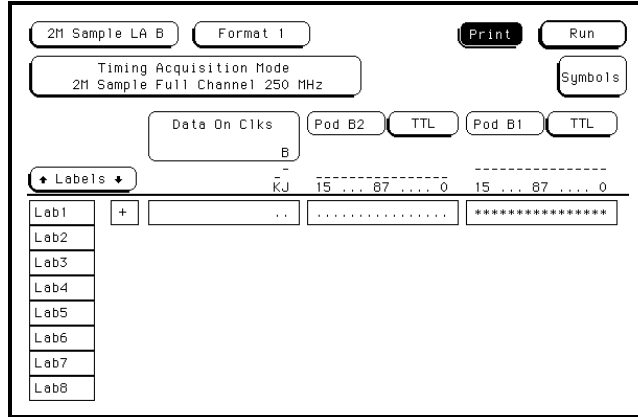 2M Sample LA B Format 1 Print Run
Timing Acquisition Mode
2M Sample Full Channel 250 MHz
Symbols
Data On Clks Pod B2 TTL Pod B1 TTL
B
- -
---------------- ----------------
↑ Labels ↓ KJ 15 ... 87 .... 0 15 ... 87 .... 0
Lab1 + .. ................ ****************
Lab2
Lab3
Lab4
Lab5
Lab6
Lab7
Lab8